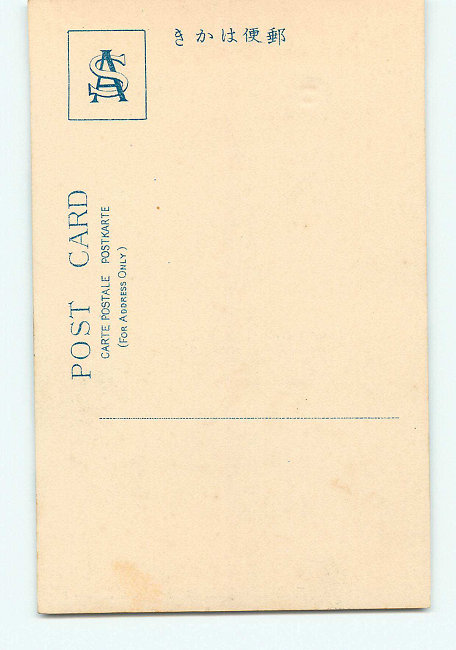 郵便はかき
POST CARD
CARTE POSTALE POSTKARTE
(FOR ADDRESS ONLY)